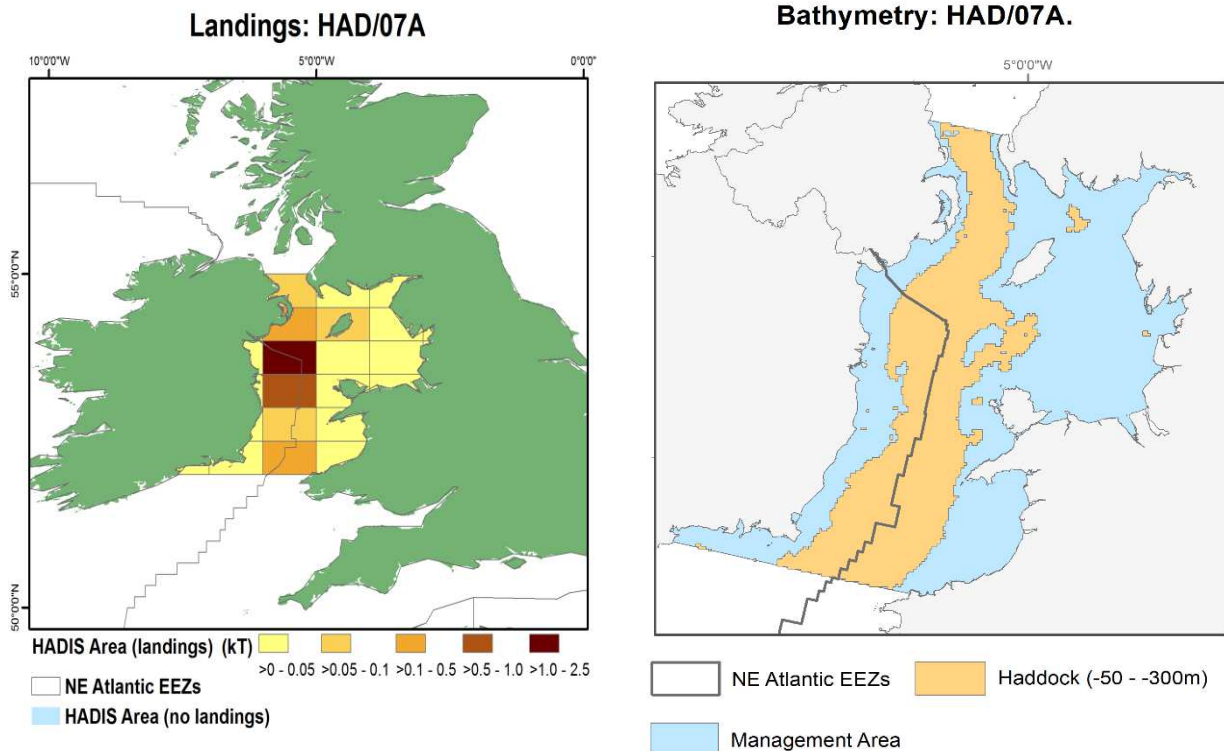 Landings: HAD/07A
10°0'0"W
5°0'0"W
0°0'0"
55°0'0"N
50°0'0"N
HADIS Area (landings) (kT)
>0 - 0.05
>0.05 - 0.1
>0.1 - 0.5
>0.5 - 1.0
>1.0 - 2.5
NE Atlantic EEZs
HADIS Area (no landings)
Bathymetry: HAD/07A.
5°0'0"W
NE Atlantic EEZs
Haddock (-50 - -300m)
Management Area